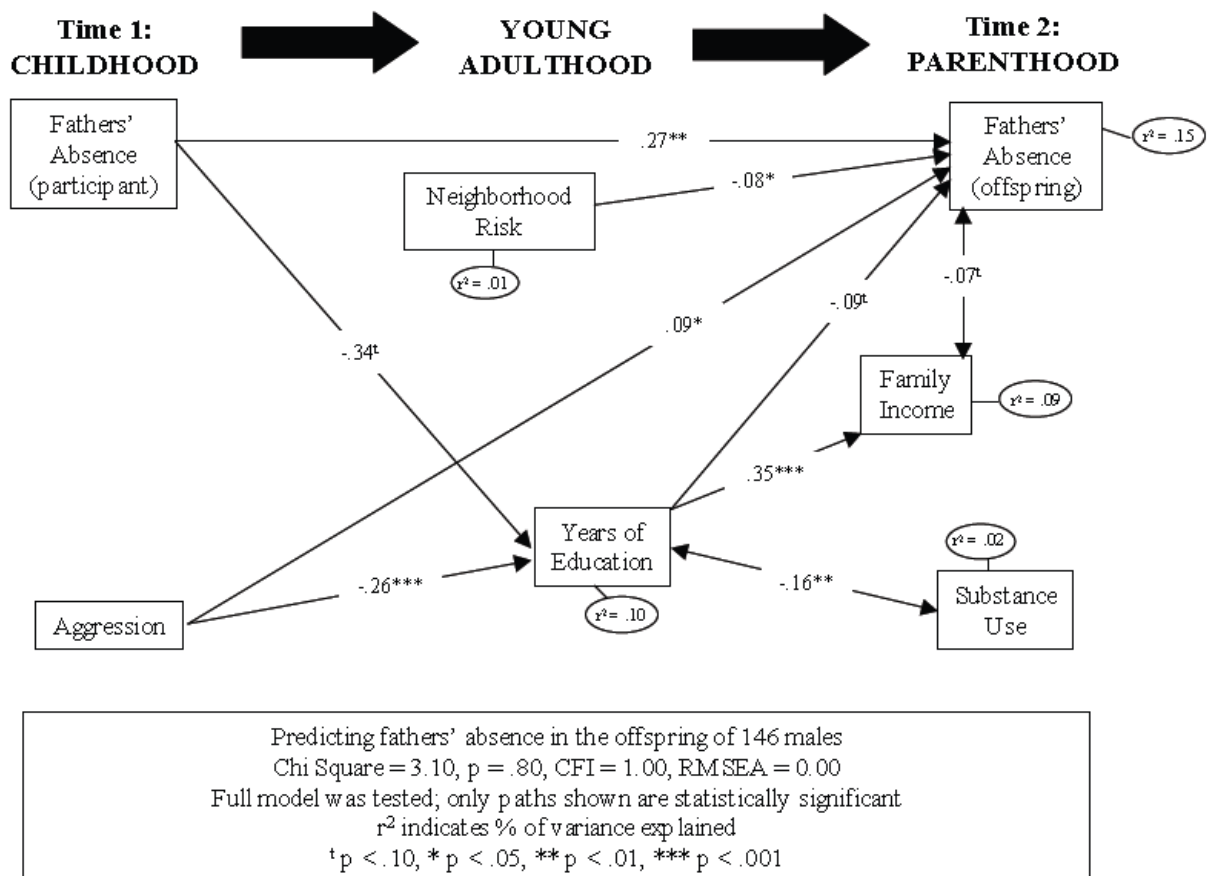 Time 1:
CHILDHOOD
YOUNG
ADULTHOOD
Time 2:
PARENTHOOD
Fathers'
Absence
(participant)
.27**
Fathers'
Absence
(offspring)
r² = .15
Neighborhood
Risk
-.08*
r² = .01
-.34ᵗ
.09*
-.09ᵗ
-.07ᵗ
Family
Income
r² = .09
.35***
Years of
Education
r² = .10
-.26***
-.16**
r² = .02
Substance
Use
Aggression
Predicting fathers' absence in the offspring of 146 males
Chi Square = 3.10, p = .80, CFI = 1.00, RMSEA = 0.00
Full model was tested; only paths shown are statistically significant
r² indicates % of variance explained
ᵗ p < .10, * p < .05, ** p < .01, *** p < .001